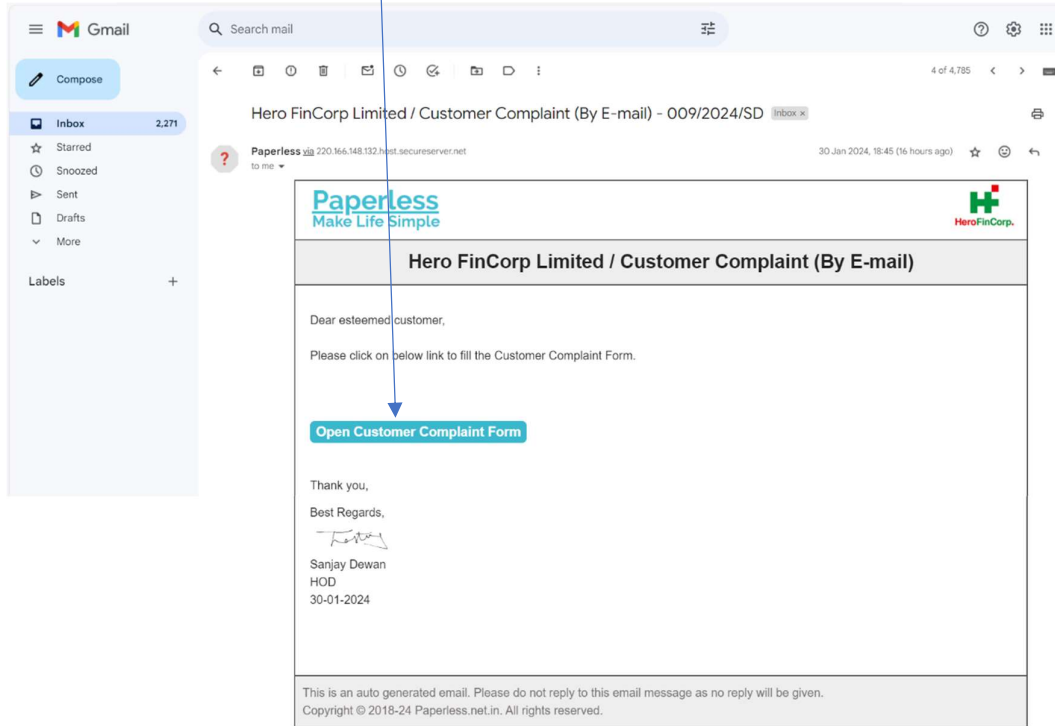 Gmail
Search mail
Compose
4 of 4,785
Inbox 2,271
Starred
Snoozed
Sent
Drafts
More
Labels +
Hero FinCorp Limited / Customer Complaint (By E-mail) - 009/2024/SD Inbox ×
Paperless via 220.166.148.132.host.secureserver.net 30 Jan 2024, 18:45 (16 hours ago)
to me
Paperless
Make Life Simple
HeroFinCorp.
Hero FinCorp Limited / Customer Complaint (By E-mail)
Dear esteemed customer,
Please click on below link to fill the Customer Complaint Form.
Open Customer Complaint Form
Thank you,
Best Regards,
Sanjay Dewan
HOD
30-01-2024
This is an auto generated email. Please do not reply to this email message as no reply will be given.
Copyright © 2018-24 Paperless.net.in. All rights reserved.